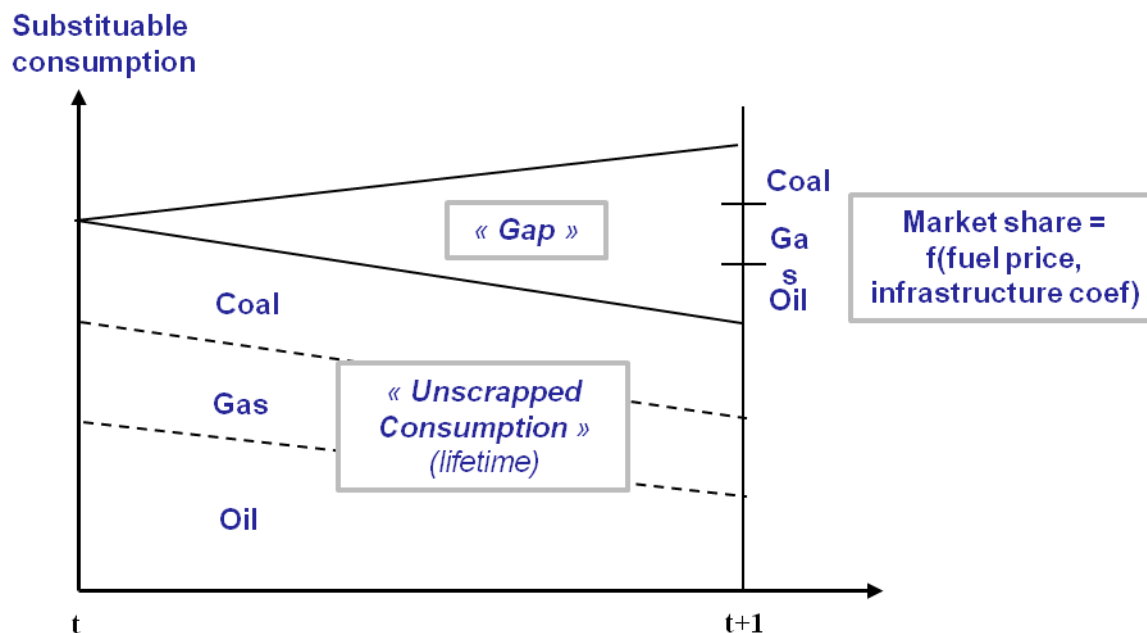 Substituable
consumption
Coal
« Gap »
Ga
s
Oil
Market share =
f(fuel price,
infrastructure coef)
Coal
Gas
« Unscrapped
Consumption »
(lifetime)
Oil
t
t+1